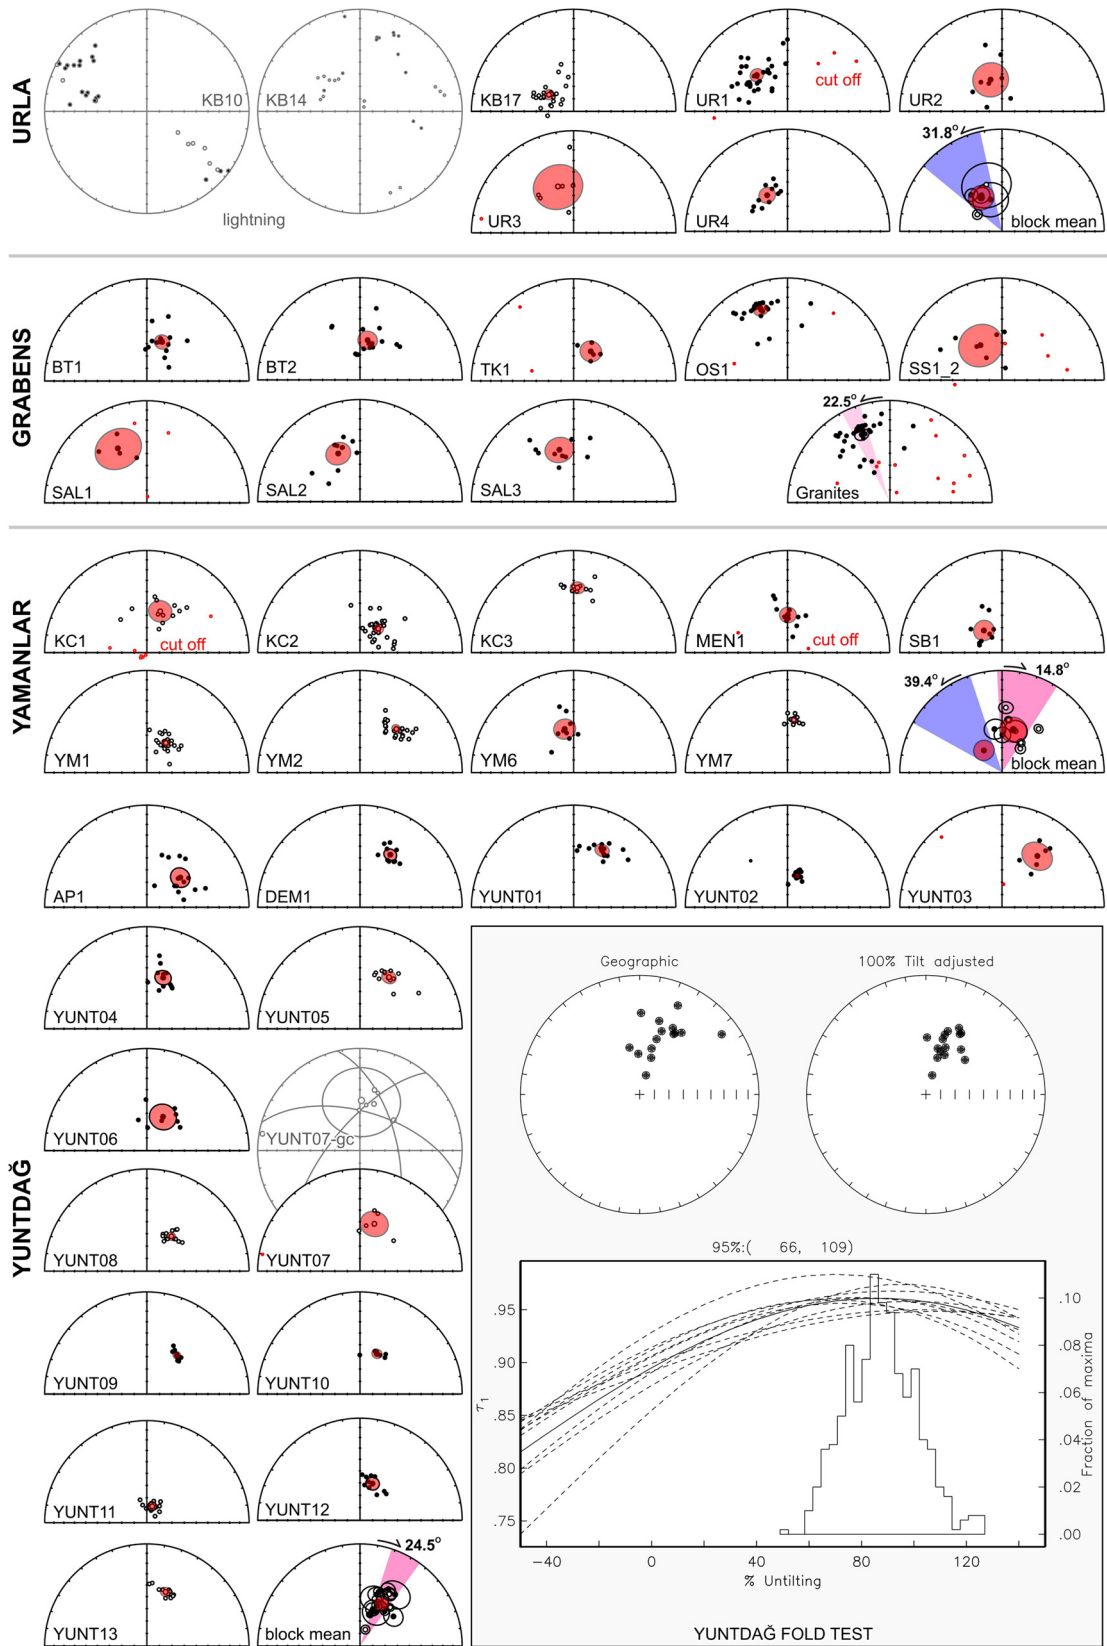 URLA
KB10
KB14
lightning
KB17
UR1
cut off
UR2
UR3
UR4
31.8°
block mean
GRABENS
BT1
BT2
TK1
OS1
SS1_2
SAL1
SAL2
SAL3
22.5°
Granites
YAMANLAR
KC1
cut off
KC2
KC3
MEN1
cut off
SB1
YM1
YM2
YM6
YM7
39.4°
14.8°
block mean
YUNTDAĞ
AP1
DEM1
YUNT01
YUNT02
YUNT03
YUNT04
YUNT05
YUNT06
YUNT07-gc
YUNT08
YUNT07
YUNT09
YUNT10
YUNT11
YUNT12
YUNT13
24.5°
block mean
Geographic
100% Tilt adjusted
95%:( 66, 109)
τ1
.95
.90
.85
.80
.75
.10
.08
.06
.04
.02
.00
Fraction of maxima
−40
0
40
80
120
% Untilting
YUNTDAĞ FOLD TEST